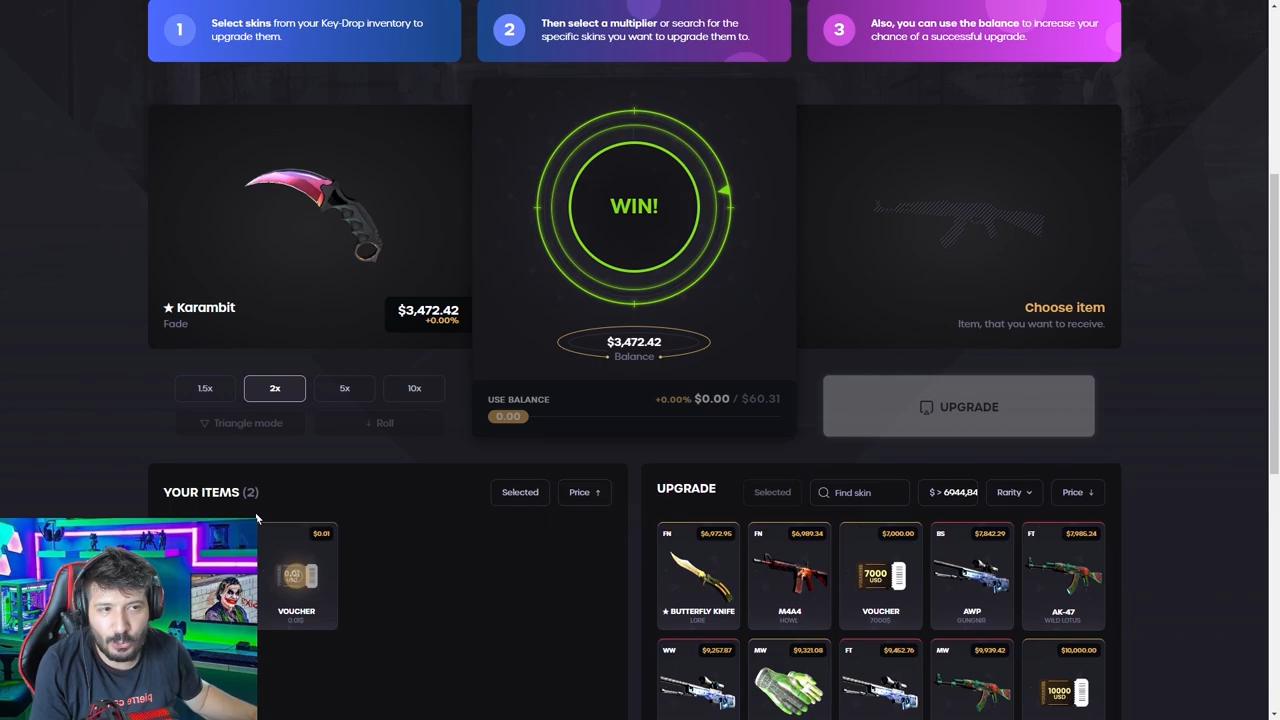 1
Select skins from your Key-Drop inventory to
upgrade them.
2
Then select a multiplier or search for the
specific skins you want to upgrade them to.
3
Also, you can use the balance to increase your
chance of a successful upgrade.
WIN!
★ Karambit
Fade
$3,472.42
+0.00%
$3,472.42
Balance
Choose item
Item, that you want to receive.
1.5x
2x
5x
10x
Triangle mode
Roll
USE BALANCE
+0.00% $0.00 / $60.31
0.00
UPGRADE
YOUR ITEMS (2)
Selected
Price ↑
$0.01
VOUCHER
0.01$
UPGRADE
Selected
Find skin
$ > 6944,84
Rarity
Price ↓
FN $6,972.95
★ BUTTERFLY KNIFE
LORE
FN $6,989.34
M4A4
HOWL
$7,000.00
7000
USD
VOUCHER
7000$
BS $7,842.29
AWP
GUNGNIR
FT $7,985.24
AK-47
WILD LOTUS
WW $9,257.87
MW $9,321.08
FT $9,452.76
MW $9,939.42
$10,000.00
10000
USD